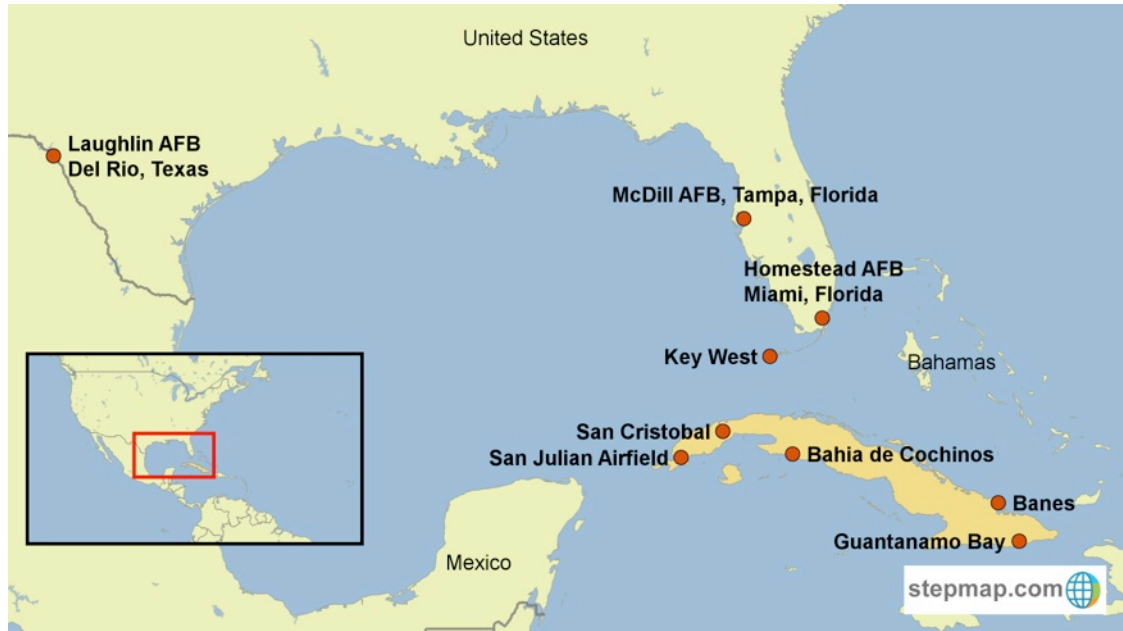 United States
Laughlin AFB
Del Rio, Texas
McDill AFB, Tampa, Florida
Homestead AFB
Miami, Florida
Key West
Bahamas
San Cristobal
San Julian Airfield
Bahia de Cochinos
Banes
Guantanamo Bay
Mexico
stepmap.com